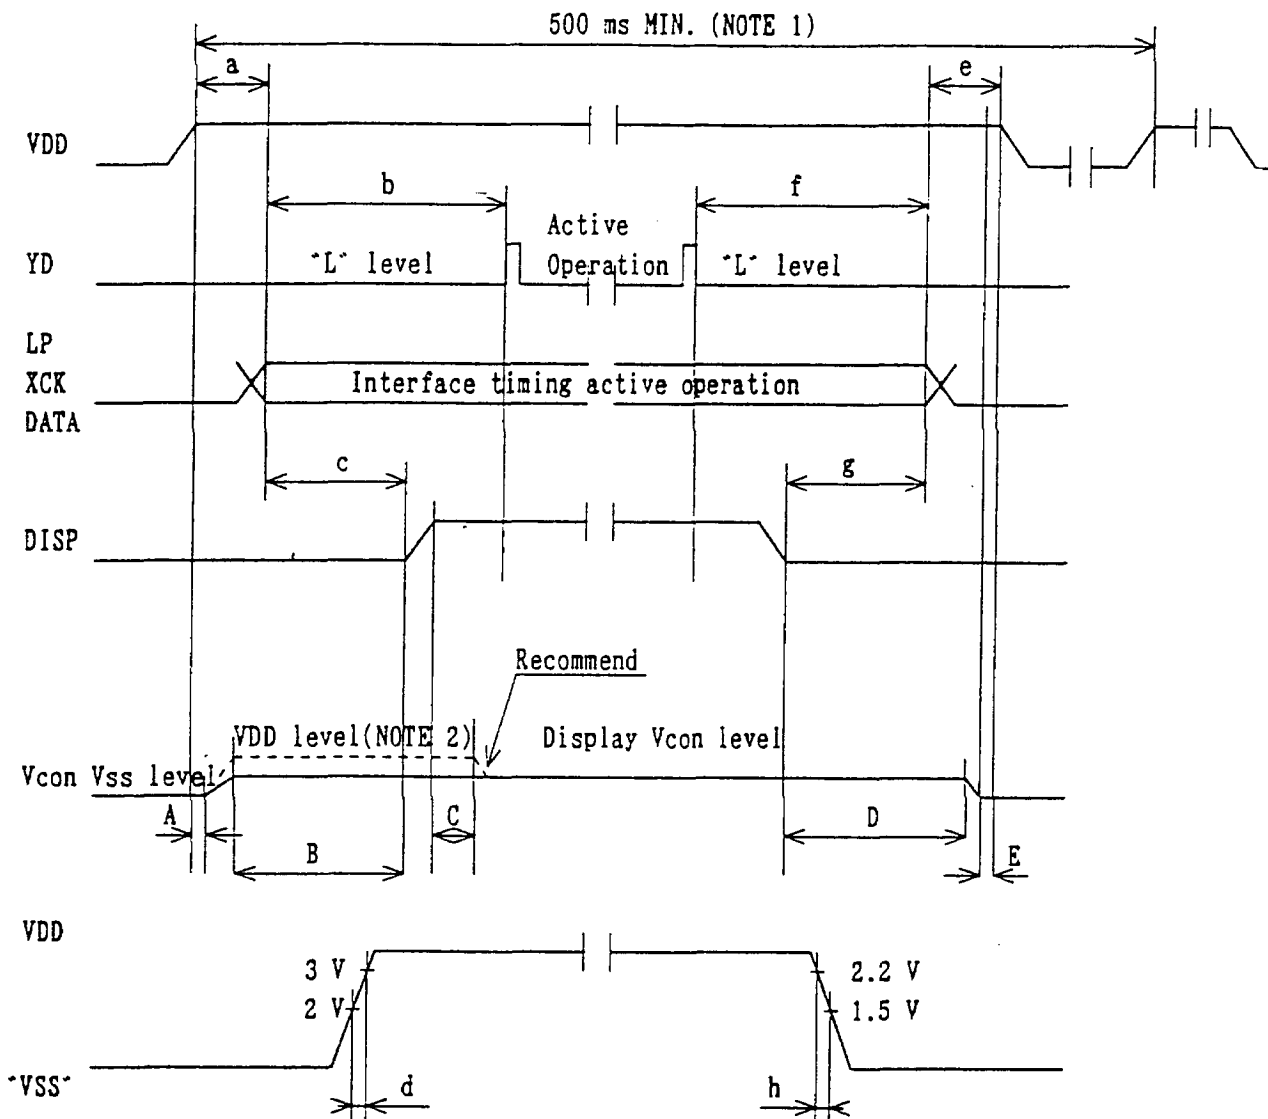 500 ms MIN. (NOTE 1)
a
e
VDD
b
f
Active
Operation
YD
"L" level
"L" level
LP
XCK
DATA
Interface timing active operation
c
g
DISP
Recommend
VDD level(NOTE 2)
Display Vcon level
Vcon Vss level
A
B
C
D
E
VDD
3 V
2 V
2.2 V
1.5 V
"VSS"
d
h